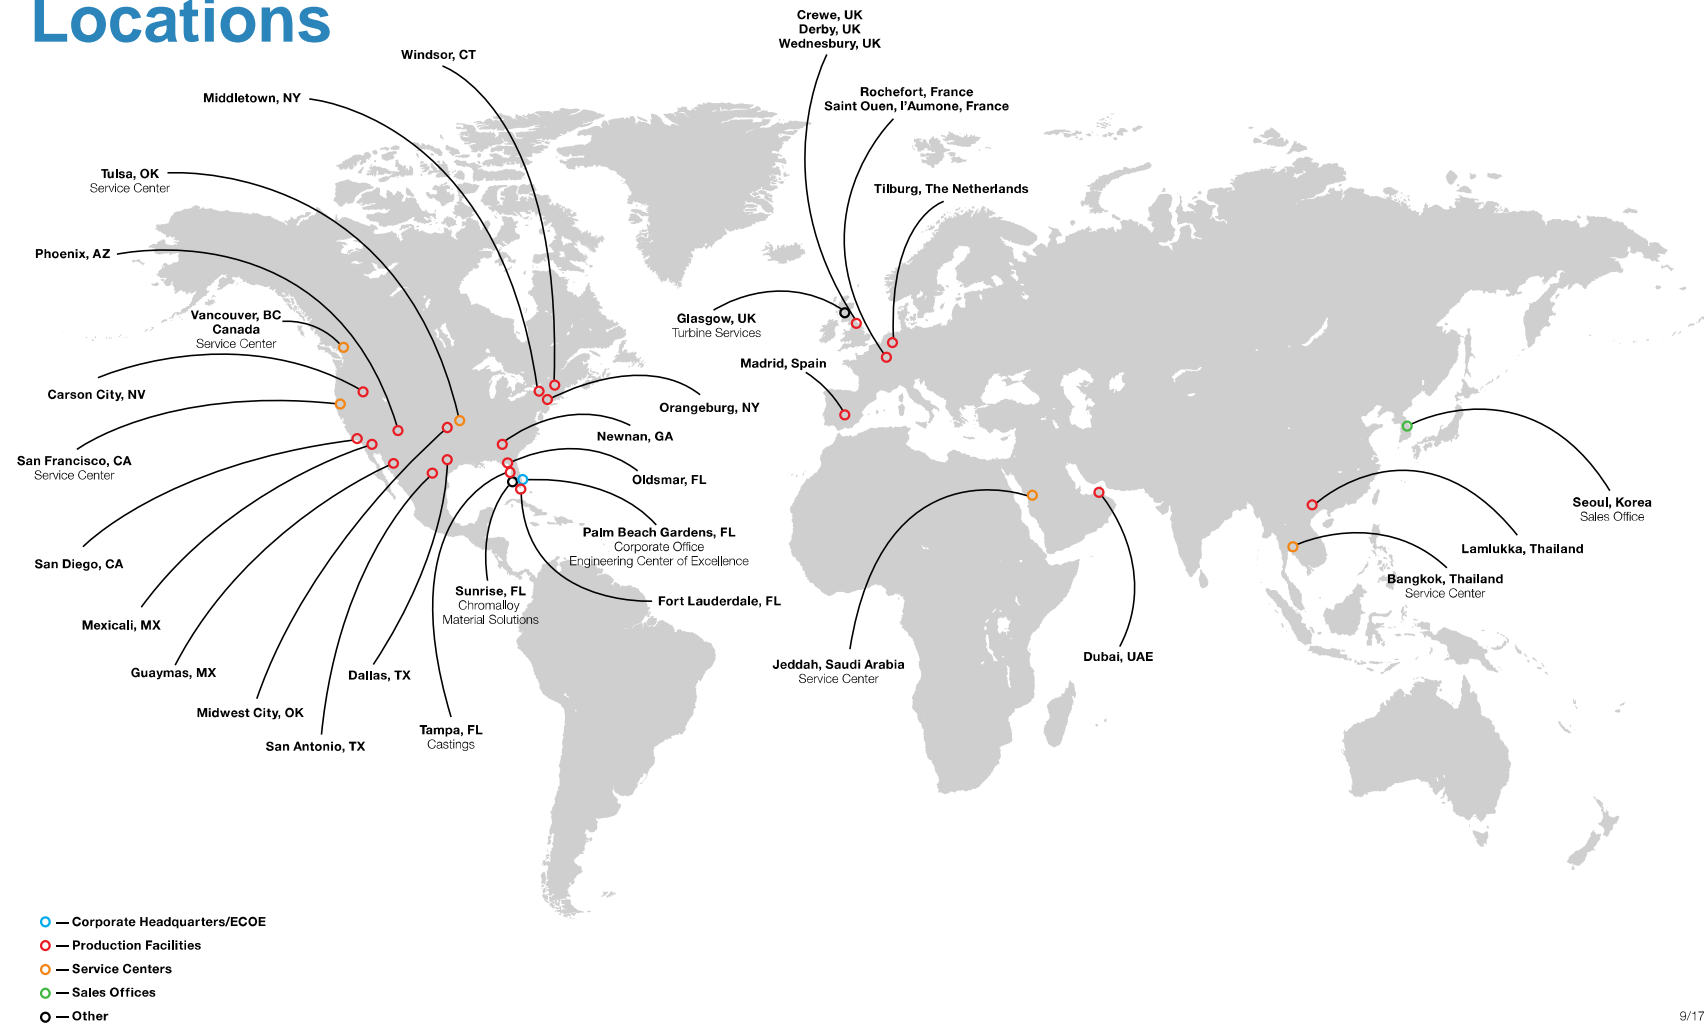 Locations
Crewe, UK
Derby, UK
Wednesbury, UK
Windsor, CT
Middletown, NY
Rochefort, France
Saint Ouen, l'Aumone, France
Tulsa, OK
Service Center
Tilburg, The Netherlands
Phoenix, AZ
Vancouver, BC
Canada
Service Center
Glasgow, UK
Turbine Services
Madrid, Spain
Carson City, NV
Orangeburg, NY
Newnan, GA
San Francisco, CA
Service Center
Oldsmar, FL
Seoul, Korea
Sales Office
Palm Beach Gardens, FL
Corporate Office
Engineering Center of Excellence
Lamlukka, Thailand
San Diego, CA
Bangkok, Thailand
Service Center
Sunrise, FL
Chromalloy
Material Solutions
Fort Lauderdale, FL
Mexicali, MX
Dubai, UAE
Jeddah, Saudi Arabia
Service Center
Guaymas, MX
Dallas, TX
Midwest City, OK
Tampa, FL
Castings
San Antonio, TX
— Corporate Headquarters/ECOE
— Production Facilities
— Service Centers
— Sales Offices
— Other
9/17